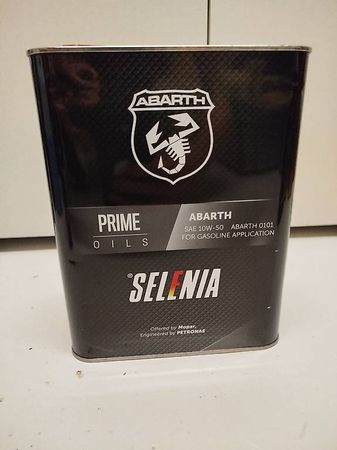 ABARTH
PRIME
OILS
ABARTH
SAE 10W-50 ABARTH 0101
FOR GASOLINE APPLICATION
SELENIA
Offered by Mopar,
Engineered by PETRONAS